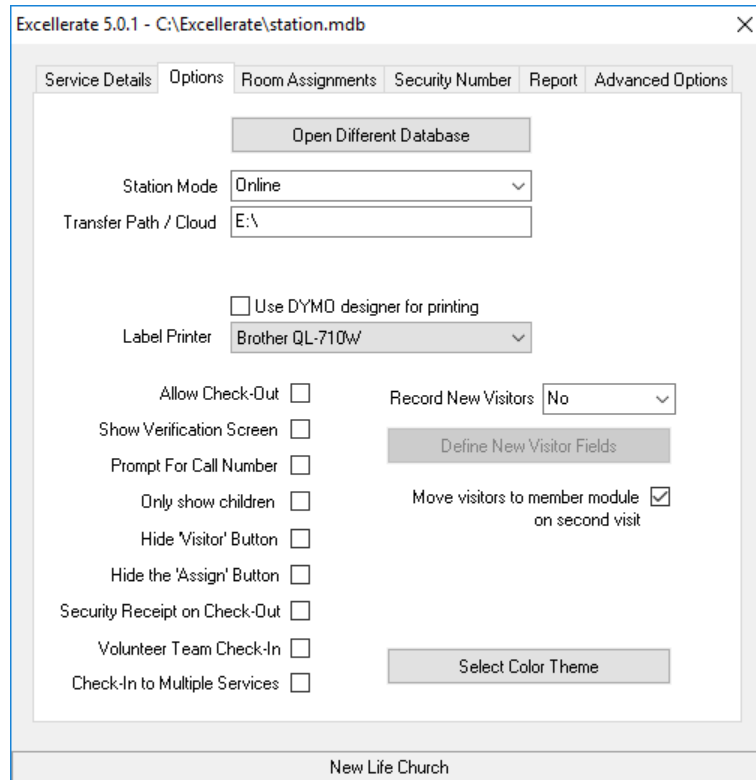 Excellerate 5.0.1 - C:\Excellerate\station.mdb
Service Details Options Room Assignments Security Number Report Advanced Options
Open Different Database
Station Mode Online
Transfer Path / Cloud E:\
Use DYMO designer for printing
Label Printer Brother QL-710W
Allow Check-Out Record New Visitors No
Show Verification Screen Define New Visitor Fields
Prompt For Call Number
Only show children Move visitors to member module
on second visit
Hide 'Visitor' Button
Hide the 'Assign' Button
Security Receipt on Check-Out
Volunteer Team Check-In Select Color Theme
Check-In to Multiple Services
New Life Church